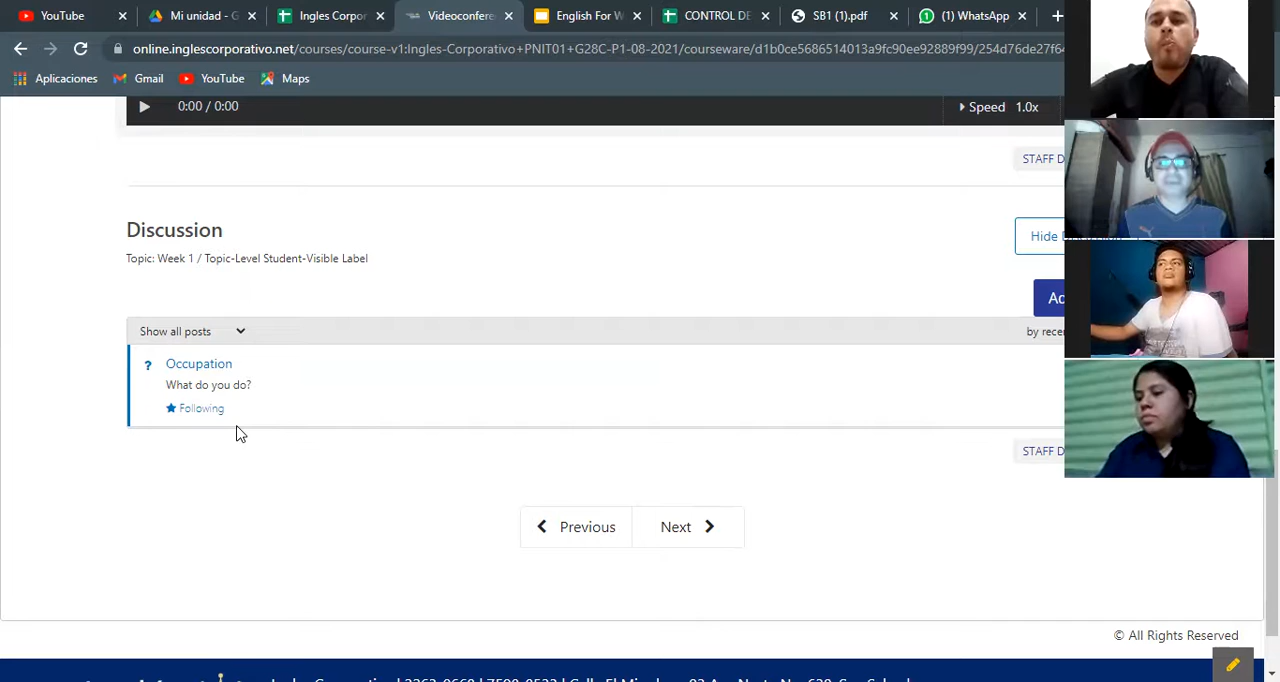 YouTube
Mi unidad - G
Ingles Corpor
Videoconfere
English For W
CONTROL DE
SB1 (1).pdf
(1) WhatsApp
online.inglescorporativo.net/courses/course-v1:Ingles-Corporativo+PNIT01+G28C-P1-08-2021/courseware/d1b0ce5686514013a9fc90ee92889f99/254d76de27f64
Aplicaciones
Gmail
YouTube
Maps
0:00 / 0:00
Speed 1.0x
STAFF D
Discussion
Topic: Week 1 / Topic-Level Student-Visible Label
Hide
Show all posts
by recen
? Occupation
What do you do?
Following
STAFF D
Previous
Next
© All Rights Reserved